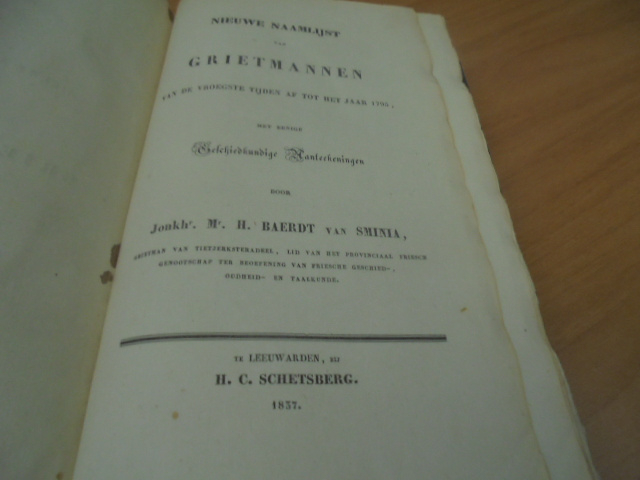 NIEUWE NAAMLIJST
VAN
GRIETMANNEN
VAN DE VROEGSTE TIJDEN AF TOT HET JAAR 1795,
MET EENIGE
Geschiedkundige Aanteekeningen
DOOR
Jonkhr. Mr. H. BAERDT VAN SMINIA,
GRIETMAN VAN TIETJERKSTERADEEL, LID VAN HET PROVINCIAAL FRIESCH
GENOOTSCHAP TER BEOEFENING VAN FRIESCHE GESCHIED-,
OUDHEID- EN TAALKUNDE.
TE LEEUWARDEN, BIJ
H. C. SCHETSBERG.
1837.